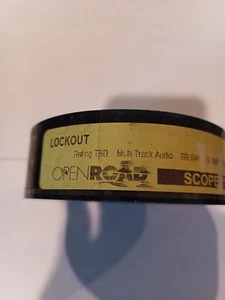 LOCKOUT
Rating TBD Multi Track Audio
OPEN ROAD SCOPE